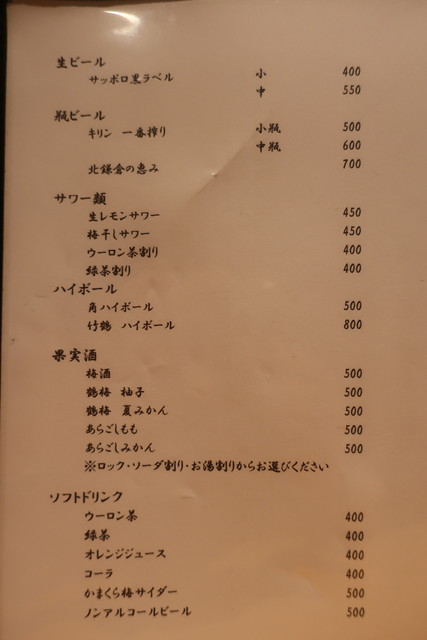 生ビール
サッポロ黒ラベル 小 400
中 550
瓶ビール
キリン 一番搾り 小瓶 500
中瓶 600
北鎌倉の恵み 700
サワー類
生レモンサワー 450
梅干しサワー 450
ウーロン茶割り 400
緑茶割り 400
ハイボール
角ハイボール 500
竹鶴 ハイボール 800
果実酒
梅酒 500
鶴梅 柚子 500
鶴梅 夏みかん 500
あらごしもも 500
あらごしみかん 500
※ロック・ソーダ割り・お湯割りからお選びください
ソフトドリンク
ウーロン茶 400
緑茶 400
オレンジジュース 400
コーラ 400
かまくら梅サイダー 500
ノンアルコールビール 500